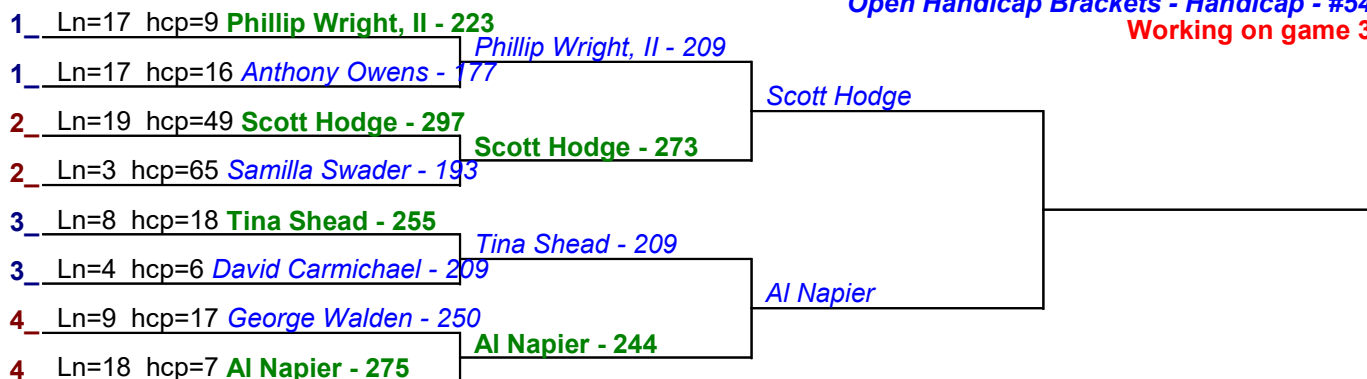 Open Handicap Brackets - Handicap - #54
Working on game 3
1_ Ln=17 hcp=9 Phillip Wright, II - 223
Phillip Wright, II - 209
1_ Ln=17 hcp=16 Anthony Owens - 177
Scott Hodge
2_ Ln=19 hcp=49 Scott Hodge - 297
Scott Hodge - 273
2_ Ln=3 hcp=65 Samilla Swader - 193
3_ Ln=8 hcp=18 Tina Shead - 255
Tina Shead - 209
3_ Ln=4 hcp=6 David Carmichael - 209
Al Napier
4_ Ln=9 hcp=17 George Walden - 250
Al Napier - 244
4 Ln=18 hcp=7 Al Napier - 275